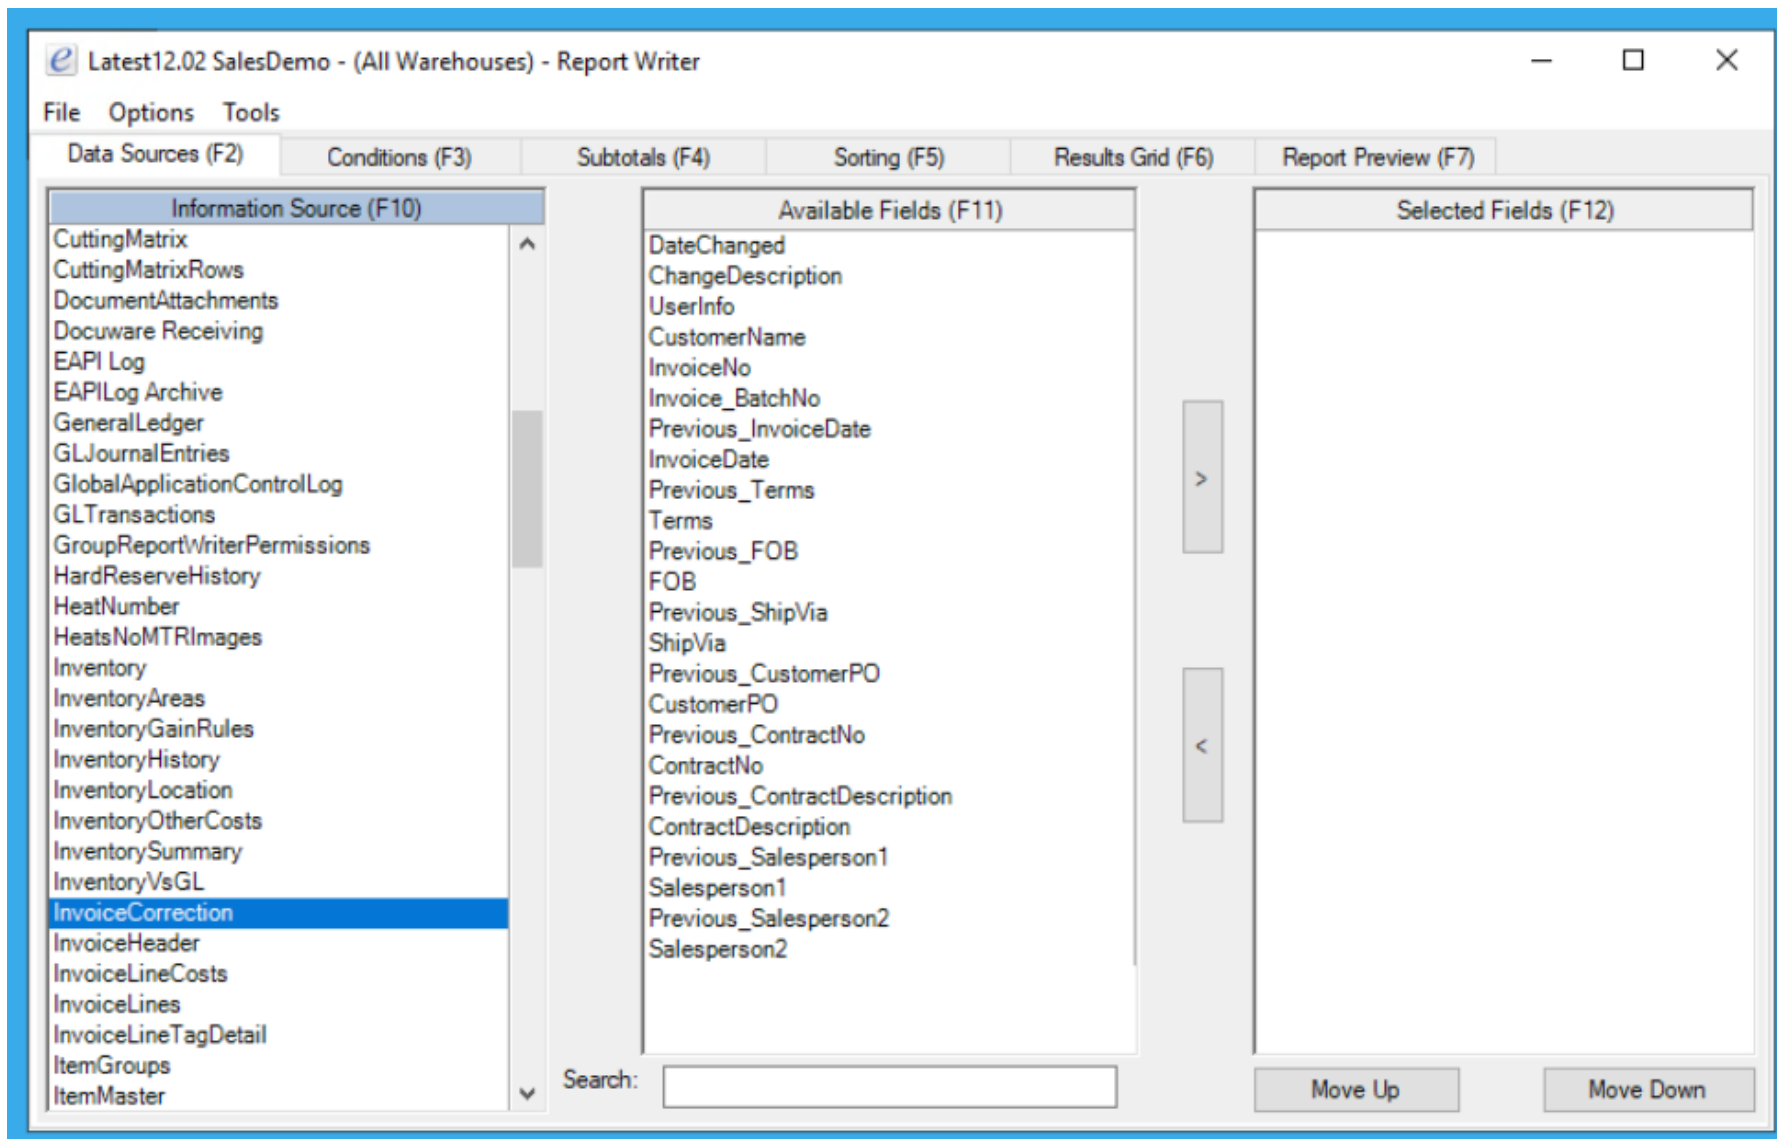 Latest12.02 SalesDemo - (All Warehouses) - Report Writer
File Options Tools
Data Sources (F2) Conditions (F3) Subtotals (F4) Sorting (F5) Results Grid (F6) Report Preview (F7)
Information Source (F10)
CuttingMatrix
CuttingMatrixRows
DocumentAttachments
Docuware Receiving
EAPI Log
EAPILog Archive
GeneralLedger
GLJournalEntries
GlobalApplicationControlLog
GLTransactions
GroupReportWriterPermissions
HardReserveHistory
HeatNumber
HeatsNoMTRImages
Inventory
InventoryAreas
InventoryGainRules
InventoryHistory
InventoryLocation
InventoryOtherCosts
InventorySummary
InventoryVsGL
InvoiceCorrection
InvoiceHeader
InvoiceLineCosts
InvoiceLines
InvoiceLineTagDetail
ItemGroups
ItemMaster
Available Fields (F11)
DateChanged
ChangeDescription
UserInfo
CustomerName
InvoiceNo
Invoice_BatchNo
Previous_InvoiceDate
InvoiceDate
Previous_Terms
Terms
Previous_FOB
FOB
Previous_ShipVia
ShipVia
Previous_CustomerPO
CustomerPO
Previous_ContractNo
ContractNo
Previous_ContractDescription
ContractDescription
Previous_Salesperson1
Salesperson1
Previous_Salesperson2
Salesperson2
Search:
>
<
Selected Fields (F12)
Move Up Move Down